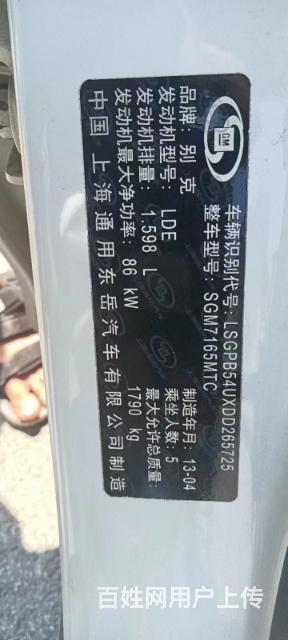 GM
车辆识别代号: LSGPB54UXDD265725
整车型号: SGM7165MTC
品牌: 别克 制造年月: 13-04
发动机型号: LDE 乘坐人数: 5
发动机排量: 1.598 L 最大允许总质量:
发动机最大净功率: 86 kW 1790 kg
中国 上海通用东岳汽车有限公司制造
百姓网用户上传